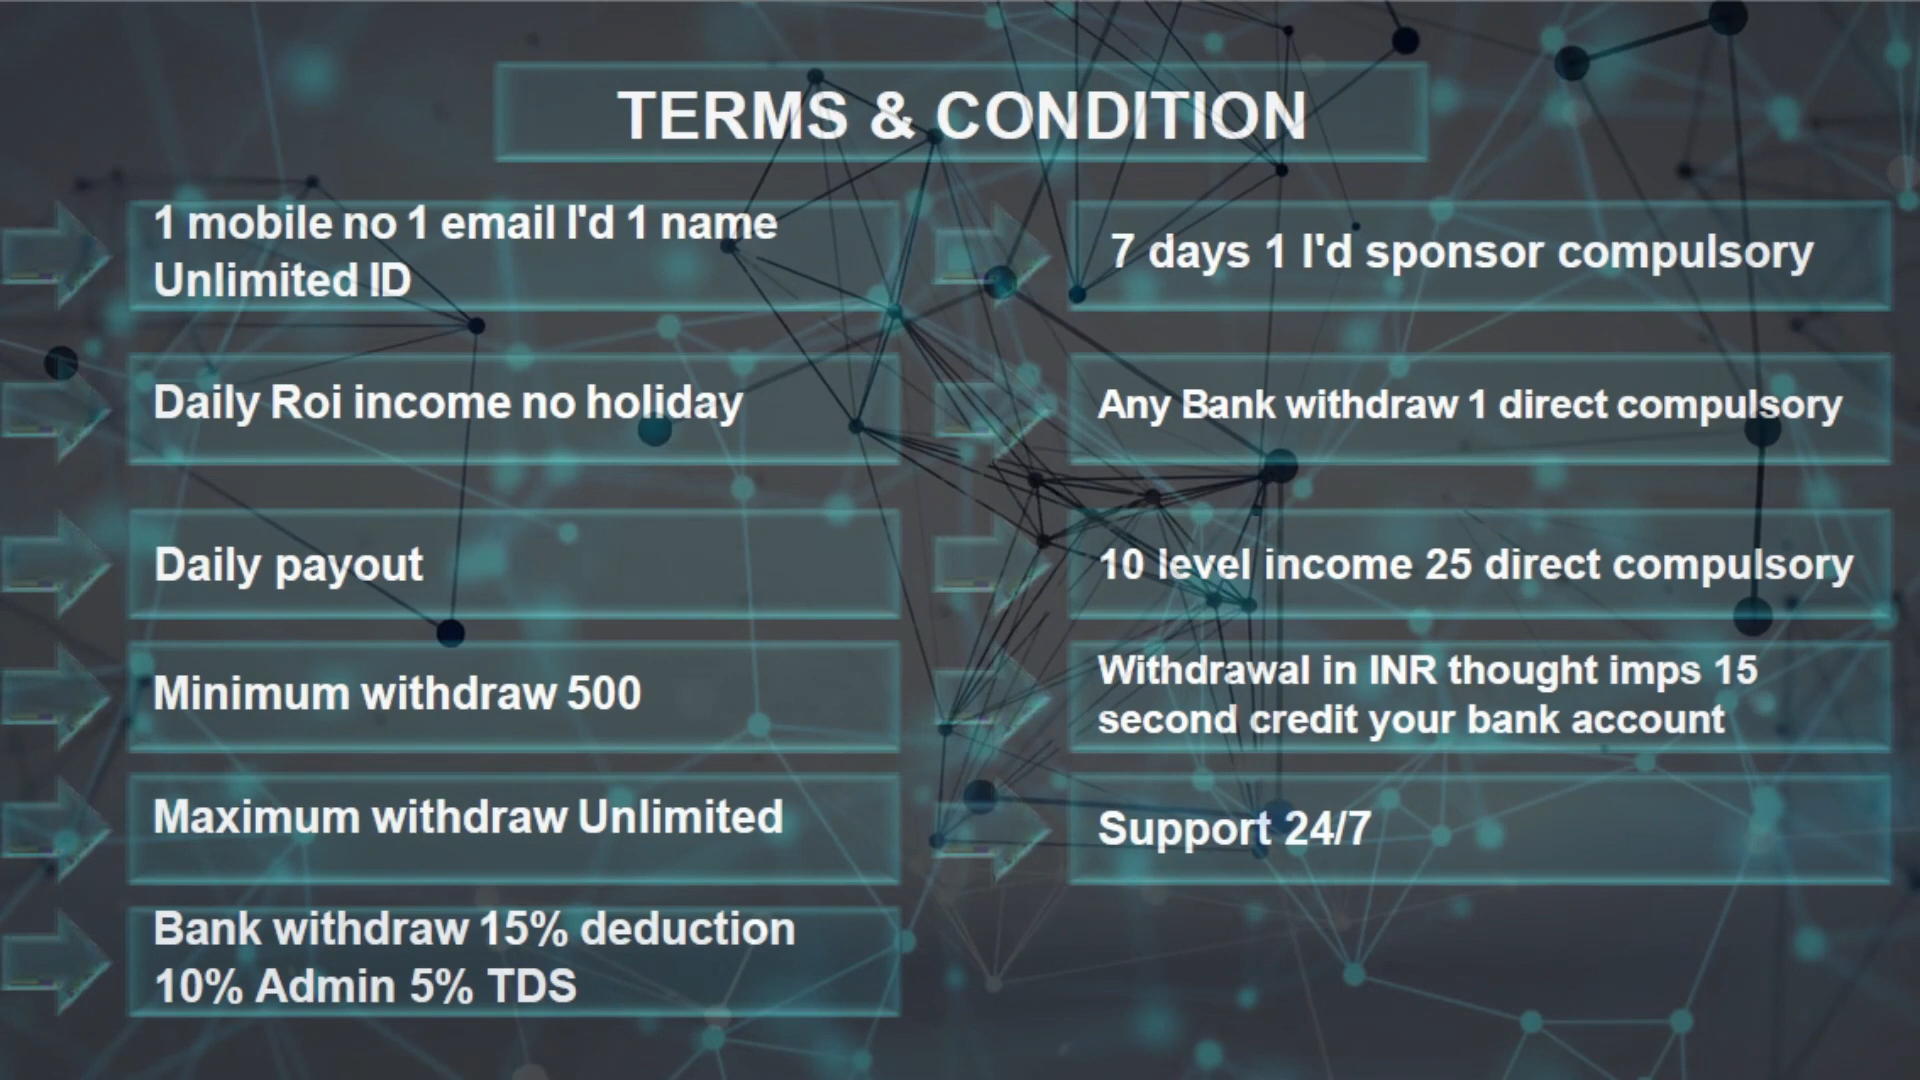 TERMS & CONDITION
1 mobile no 1 email I'd 1 name
Unlimited ID
Daily Roi income no holiday
Daily payout
Minimum withdraw 500
Maximum withdraw Unlimited
Bank withdraw 15% deduction
10% Admin 5% TDS
7 days 1 I'd sponsor compulsory
Any Bank withdraw 1 direct compulsory
10 level income 25 direct compulsory
Withdrawal in INR thought imps 15
second credit your bank account
Support 24/7